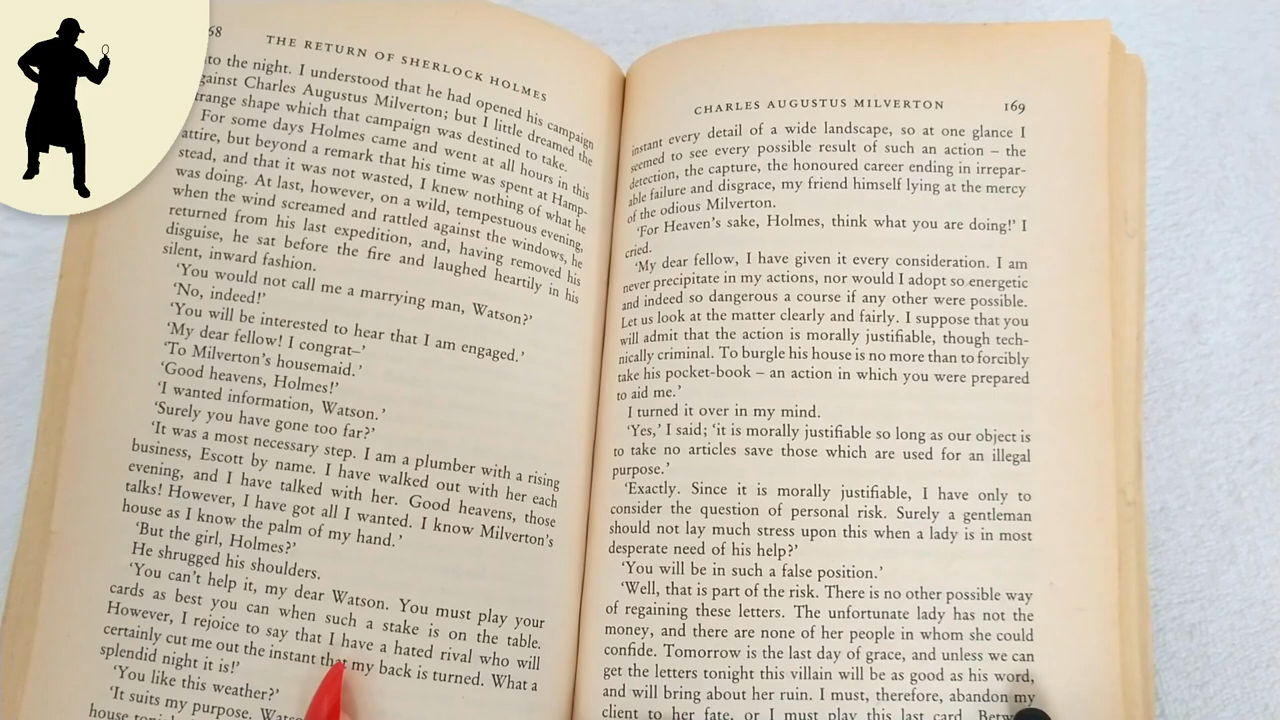 68
THE RETURN OF SHERLOCK HOLMES
to the night. I understood that he had opened his campaign
gainst Charles Augustus Milverton; but I little dreamed the
trange shape which that campaign was destined to take.
For some days Holmes came and went at all hours in this
attire, but beyond a remark that his time was spent at Hamp-
stead, and that it was not wasted, I knew nothing of what he
was doing. At last, however, on a wild, tempestuous evening,
when the wind screamed and rattled against the windows, he
returned from his last expedition, and, having removed his
disguise, he sat before the fire and laughed heartily in his
silent, inward fashion.
‘You would not call me a marrying man, Watson?’
‘No, indeed!’
‘You will be interested to hear that I am engaged.’
‘My dear fellow! I congrat–’
‘To Milverton’s housemaid.’
‘Good heavens, Holmes!’
‘I wanted information, Watson.’
‘Surely you have gone too far?’
‘It was a most necessary step. I am a plumber with a rising
business, Escott by name. I have walked out with her each
evening, and I have talked with her. Good heavens, those
talks! However, I have got all I wanted. I know Milverton’s
house as I know the palm of my hand.’
‘But the girl, Holmes?’
He shrugged his shoulders.
‘You can’t help it, my dear Watson. You must play your
cards as best you can when such a stake is on the table.
However, I rejoice to say that I have a hated rival who will
certainly cut me out the instant that my back is turned. What a
splendid night it is!’
‘You like this weather?’
‘It suits my purpose.
house
CHARLES AUGUSTUS MILVERTON
169
instant every detail of a wide landscape, so at one glance I
seemed to see every possible result of such an action – the
detection, the capture, the honoured career ending in irrepar-
able failure and disgrace, my friend himself lying at the mercy
of the odious Milverton.
‘For Heaven’s sake, Holmes, think what you are doing!’ I
cried.
‘My dear fellow, I have given it every consideration. I am
never precipitate in my actions, nor would I adopt so energetic
and indeed so dangerous a course if any other were possible.
Let us look at the matter clearly and fairly. I suppose that you
will admit that the action is morally justifiable, though tech-
nically criminal. To burgle his house is no more than to forcibly
take his pocket-book – an action in which you were prepared
to aid me.’
I turned it over in my mind.
‘Yes,’ I said; ‘it is morally justifiable so long as our object is
to take no articles save those which are used for an illegal
purpose.’
‘Exactly. Since it is morally justifiable, I have only to
consider the question of personal risk. Surely a gentleman
should not lay much stress upon this when a lady is in most
desperate need of his help?’
‘You will be in such a false position.’
‘Well, that is part of the risk. There is no other possible way
of regaining these letters. The unfortunate lady has not the
money, and there are none of her people in whom she could
confide. Tomorrow is the last day of grace, and unless we can
get the letters tonight this villain will be as good as his word,
and will bring about her ruin. I must, therefore, abandon my
client to her fate, or I must play this last card.